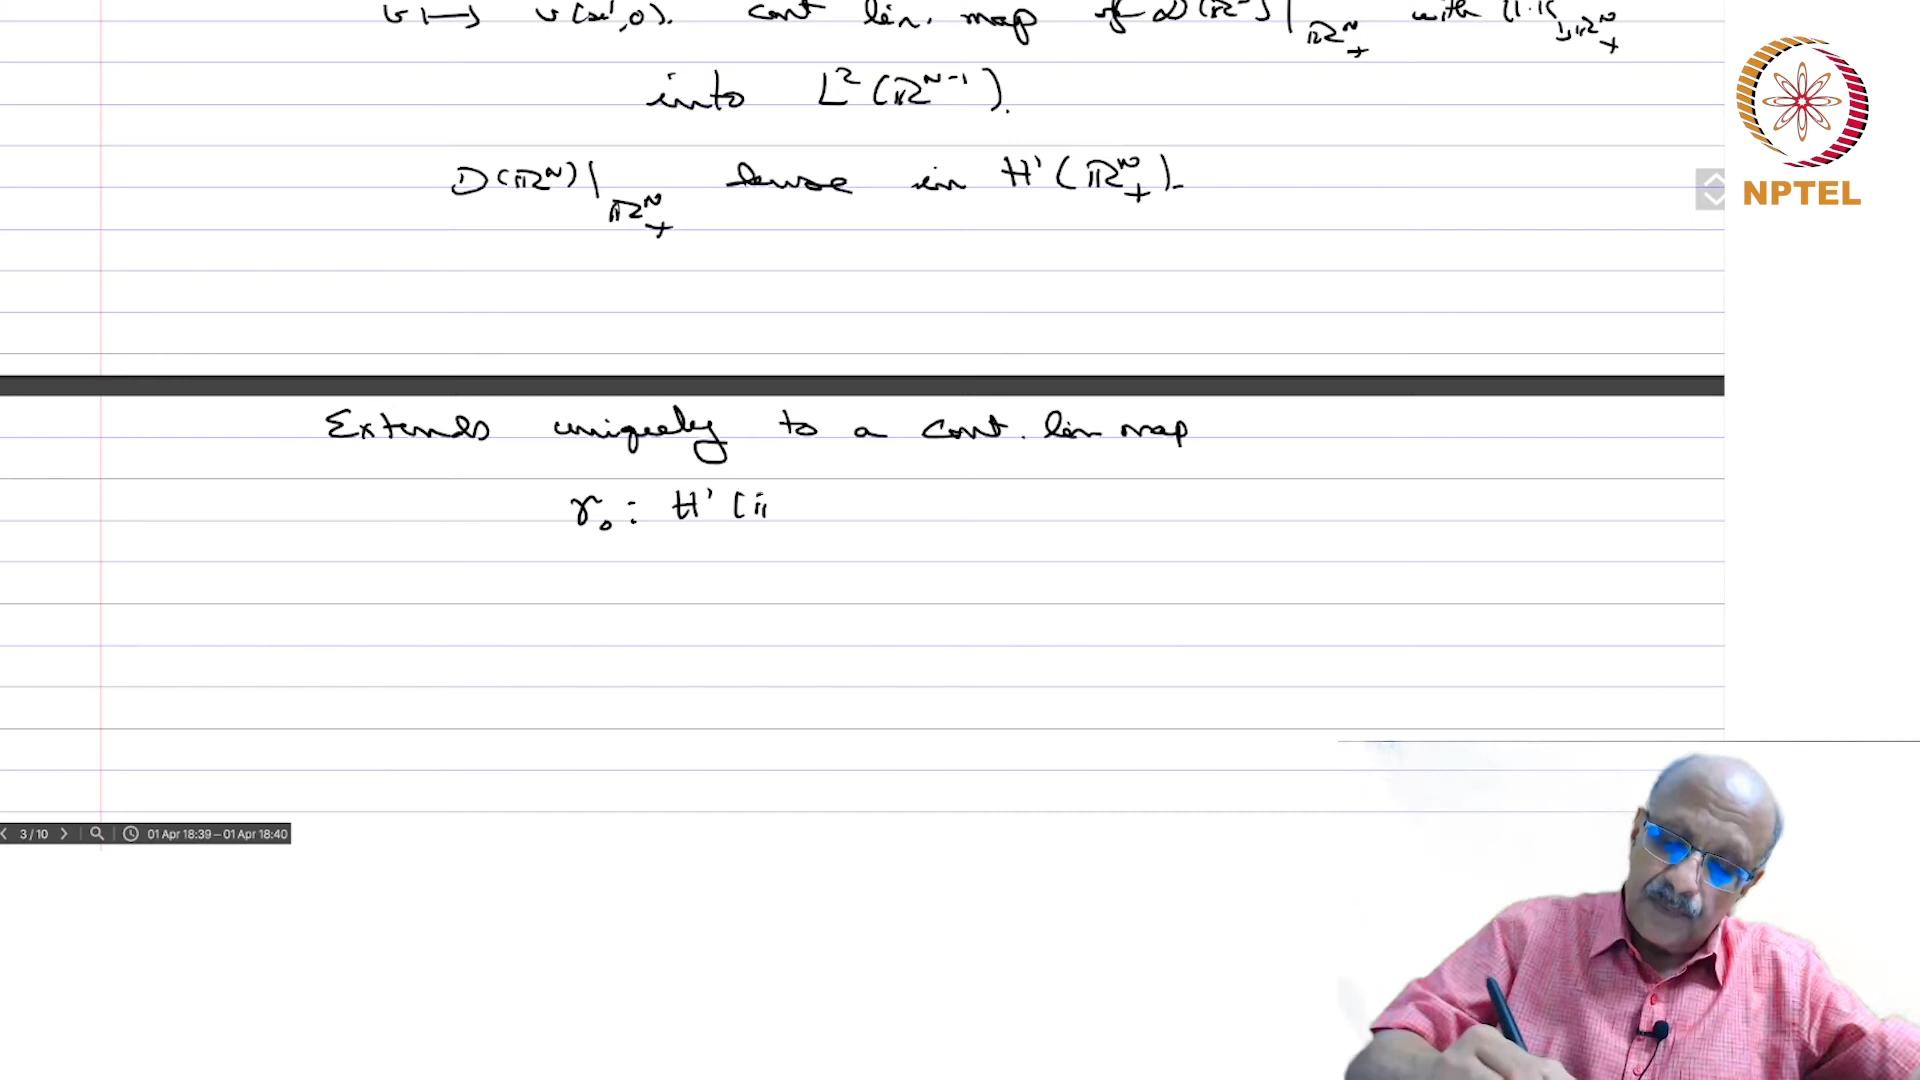 v ↦ v(x',0). cont lin. map of D(ℝᴺ)|ℝᴺ₊ with ‖·‖₁,ℝᴺ₊
into L²(ℝᴺ⁻¹).
D(ℝᴺ)|ℝᴺ₊ dense in H¹(ℝᴺ₊).
NPTEL
Extends uniquely to a cont. lin map
γ₀: H¹(ℝ
3/10 01 Apr 18:39 – 01 Apr 18:40